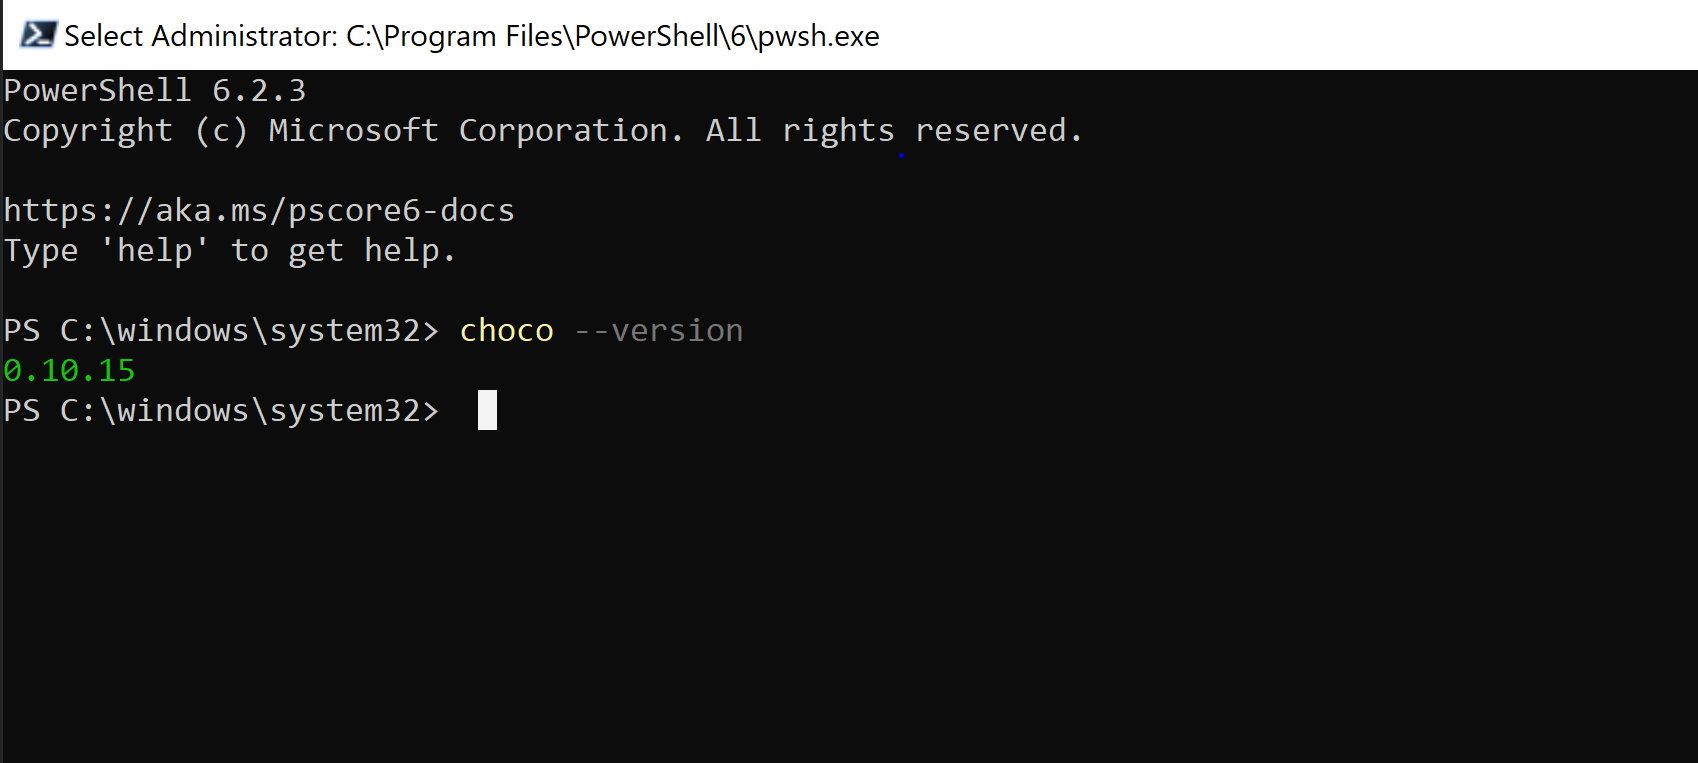 Select Administrator: C:\Program Files\PowerShell\6\pwsh.exe
PowerShell 6.2.3
Copyright (c) Microsoft Corporation. All rights reserved.
https://aka.ms/pscore6-docs
Type 'help' to get help.
PS C:\windows\system32> choco --version
0.10.15
PS C:\windows\system32>